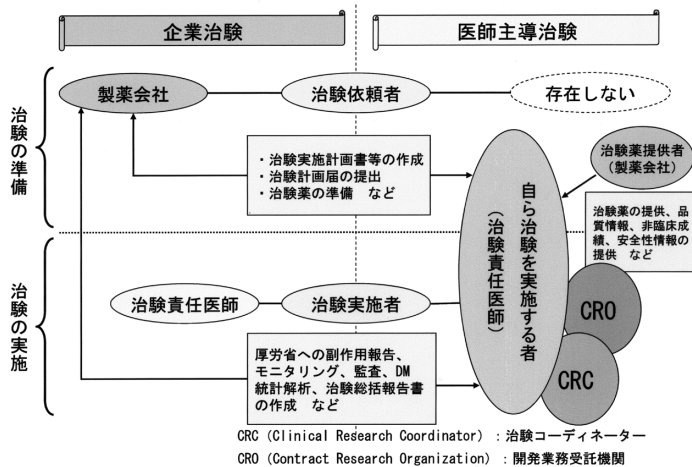 企業治験
医師主導治験
治験の準備
製薬会社
治験依頼者
存在しない
・治験実施計画書等の作成
・治験計画届の提出
・治験薬の準備 など
自ら治験を実施する者
(治験責任医師)
治験薬提供者
(製薬会社)
治験薬の提供、品
質情報、非臨床成
績、安全性情報の
提供 など
治験の実施
治験責任医師
治験実施者
厚労省への副作用報告、
モニタリング、監査、DM
統計解析、治験総括報告書
の作成 など
CRO
CRC
CRC (Clinical Research Coordinator) : 治験コーディネーター
CRO (Contract Research Organization) : 開発業務受託機関